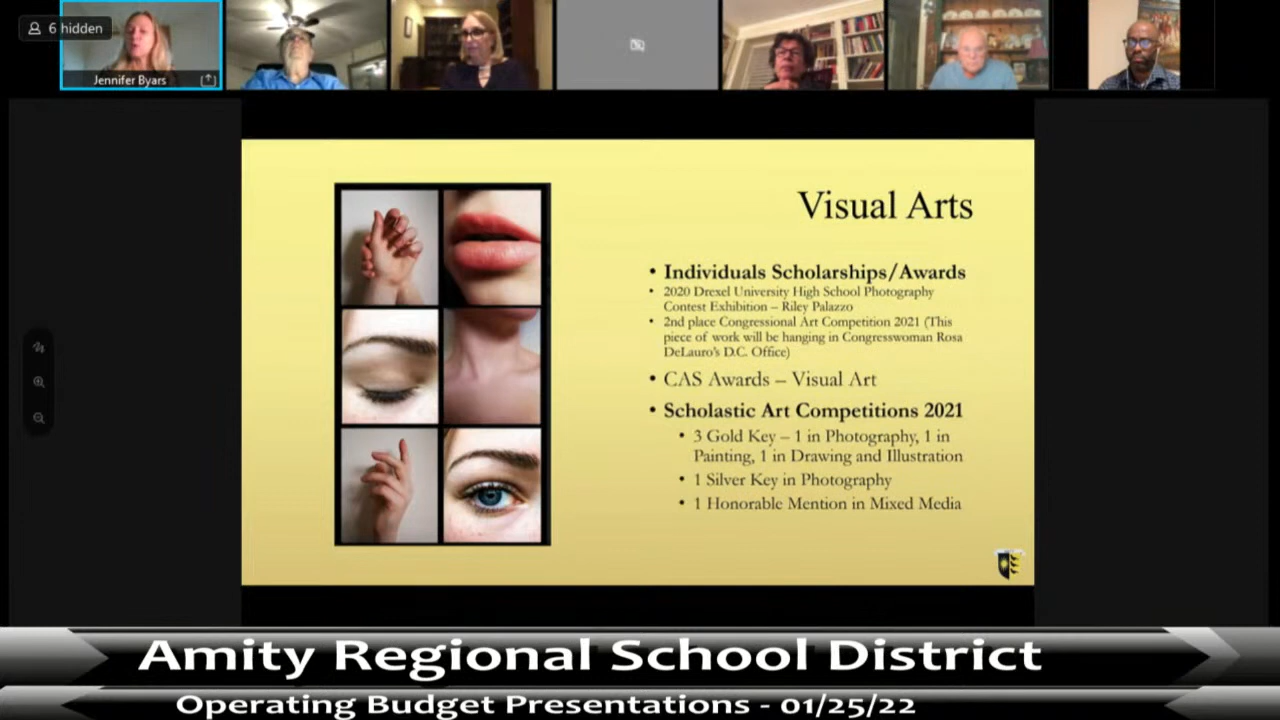 6 hidden
Jennifer Byars
Visual Arts
• Individuals Scholarships/Awards
• 2020 Drexel University High School Photography
Contest Exhibition – Riley Palazzo
• 2nd place Congressional Art Competition 2021 (This
piece of work will be hanging in Congresswoman Rosa
DeLauro's D.C. Office)
• CAS Awards – Visual Art
• Scholastic Art Competitions 2021
• 3 Gold Key – 1 in Photography, 1 in
Painting, 1 in Drawing and Illustration
• 1 Silver Key in Photography
• 1 Honorable Mention in Mixed Media
Amity Regional School District
Operating Budget Presentations - 01/25/22